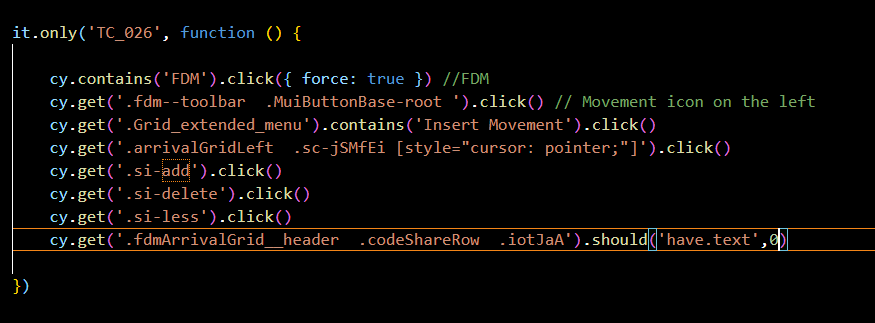 it.only('TC_026', function () {
cy.contains('FDM').click({ force: true }) //FDM
cy.get('.fdm--toolbar  .MuiButtonBase-root ').click() // Movement icon on the left
cy.get('.Grid_extended_menu').contains('Insert Movement').click()
cy.get('.arrivalGridLeft  .sc-jSMfEi [style="cursor: pointer;"]').click()
cy.get('.si-add').click()
cy.get('.si-delete').click()
cy.get('.si-less').click()
cy.get('.fdmArrivalGrid__header  .codeShareRow  .iotJaA').should('have.text',0)
})